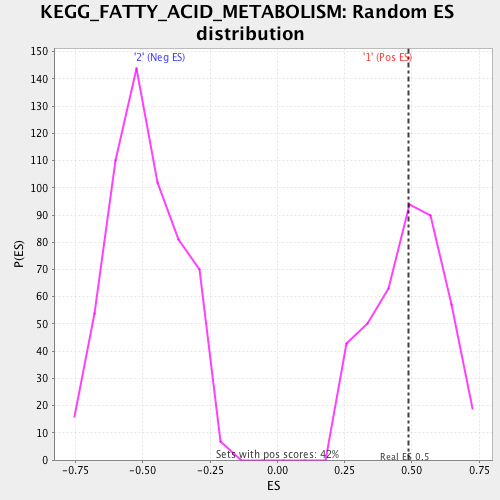 KEGG_FATTY_ACID_METABOLISM: Random ES
distribution
'2' (Neg ES)
'1' (Pos ES)
150
140
130
120
110
100
90
80
70
60
50
40
30
20
10
0
P(ES)
Sets with pos scores: 42%
Real ES 0.5
-0.75 -0.50 -0.25 0.00 0.25 0.50 0.75
ES